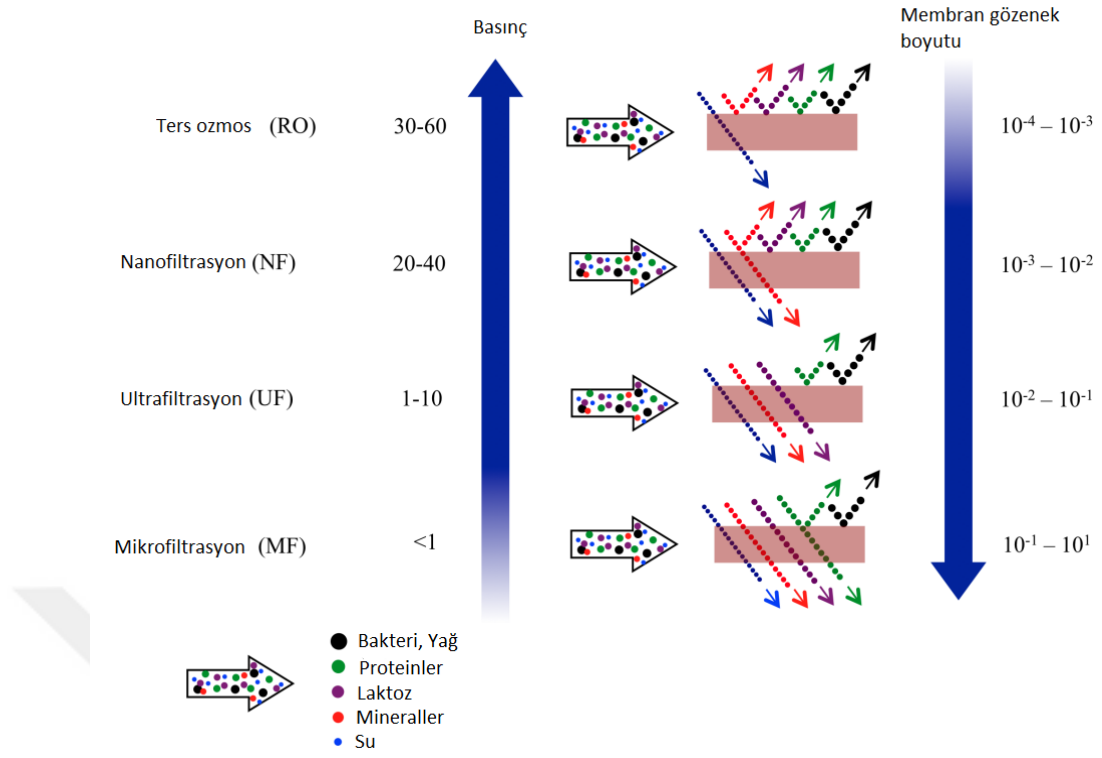 Basınç
Membran gözenek
boyutu
Ters ozmos (RO) 30-60 10⁻⁴ – 10⁻³
Nanofiltrasyon (NF) 20-40 10⁻³ – 10⁻²
Ultrafiltrasyon (UF) 1-10 10⁻² – 10⁻¹
Mikrofiltrasyon (MF) <1 10⁻¹ – 10¹
Bakteri, Yağ
Proteinler
Laktoz
Mineraller
Su